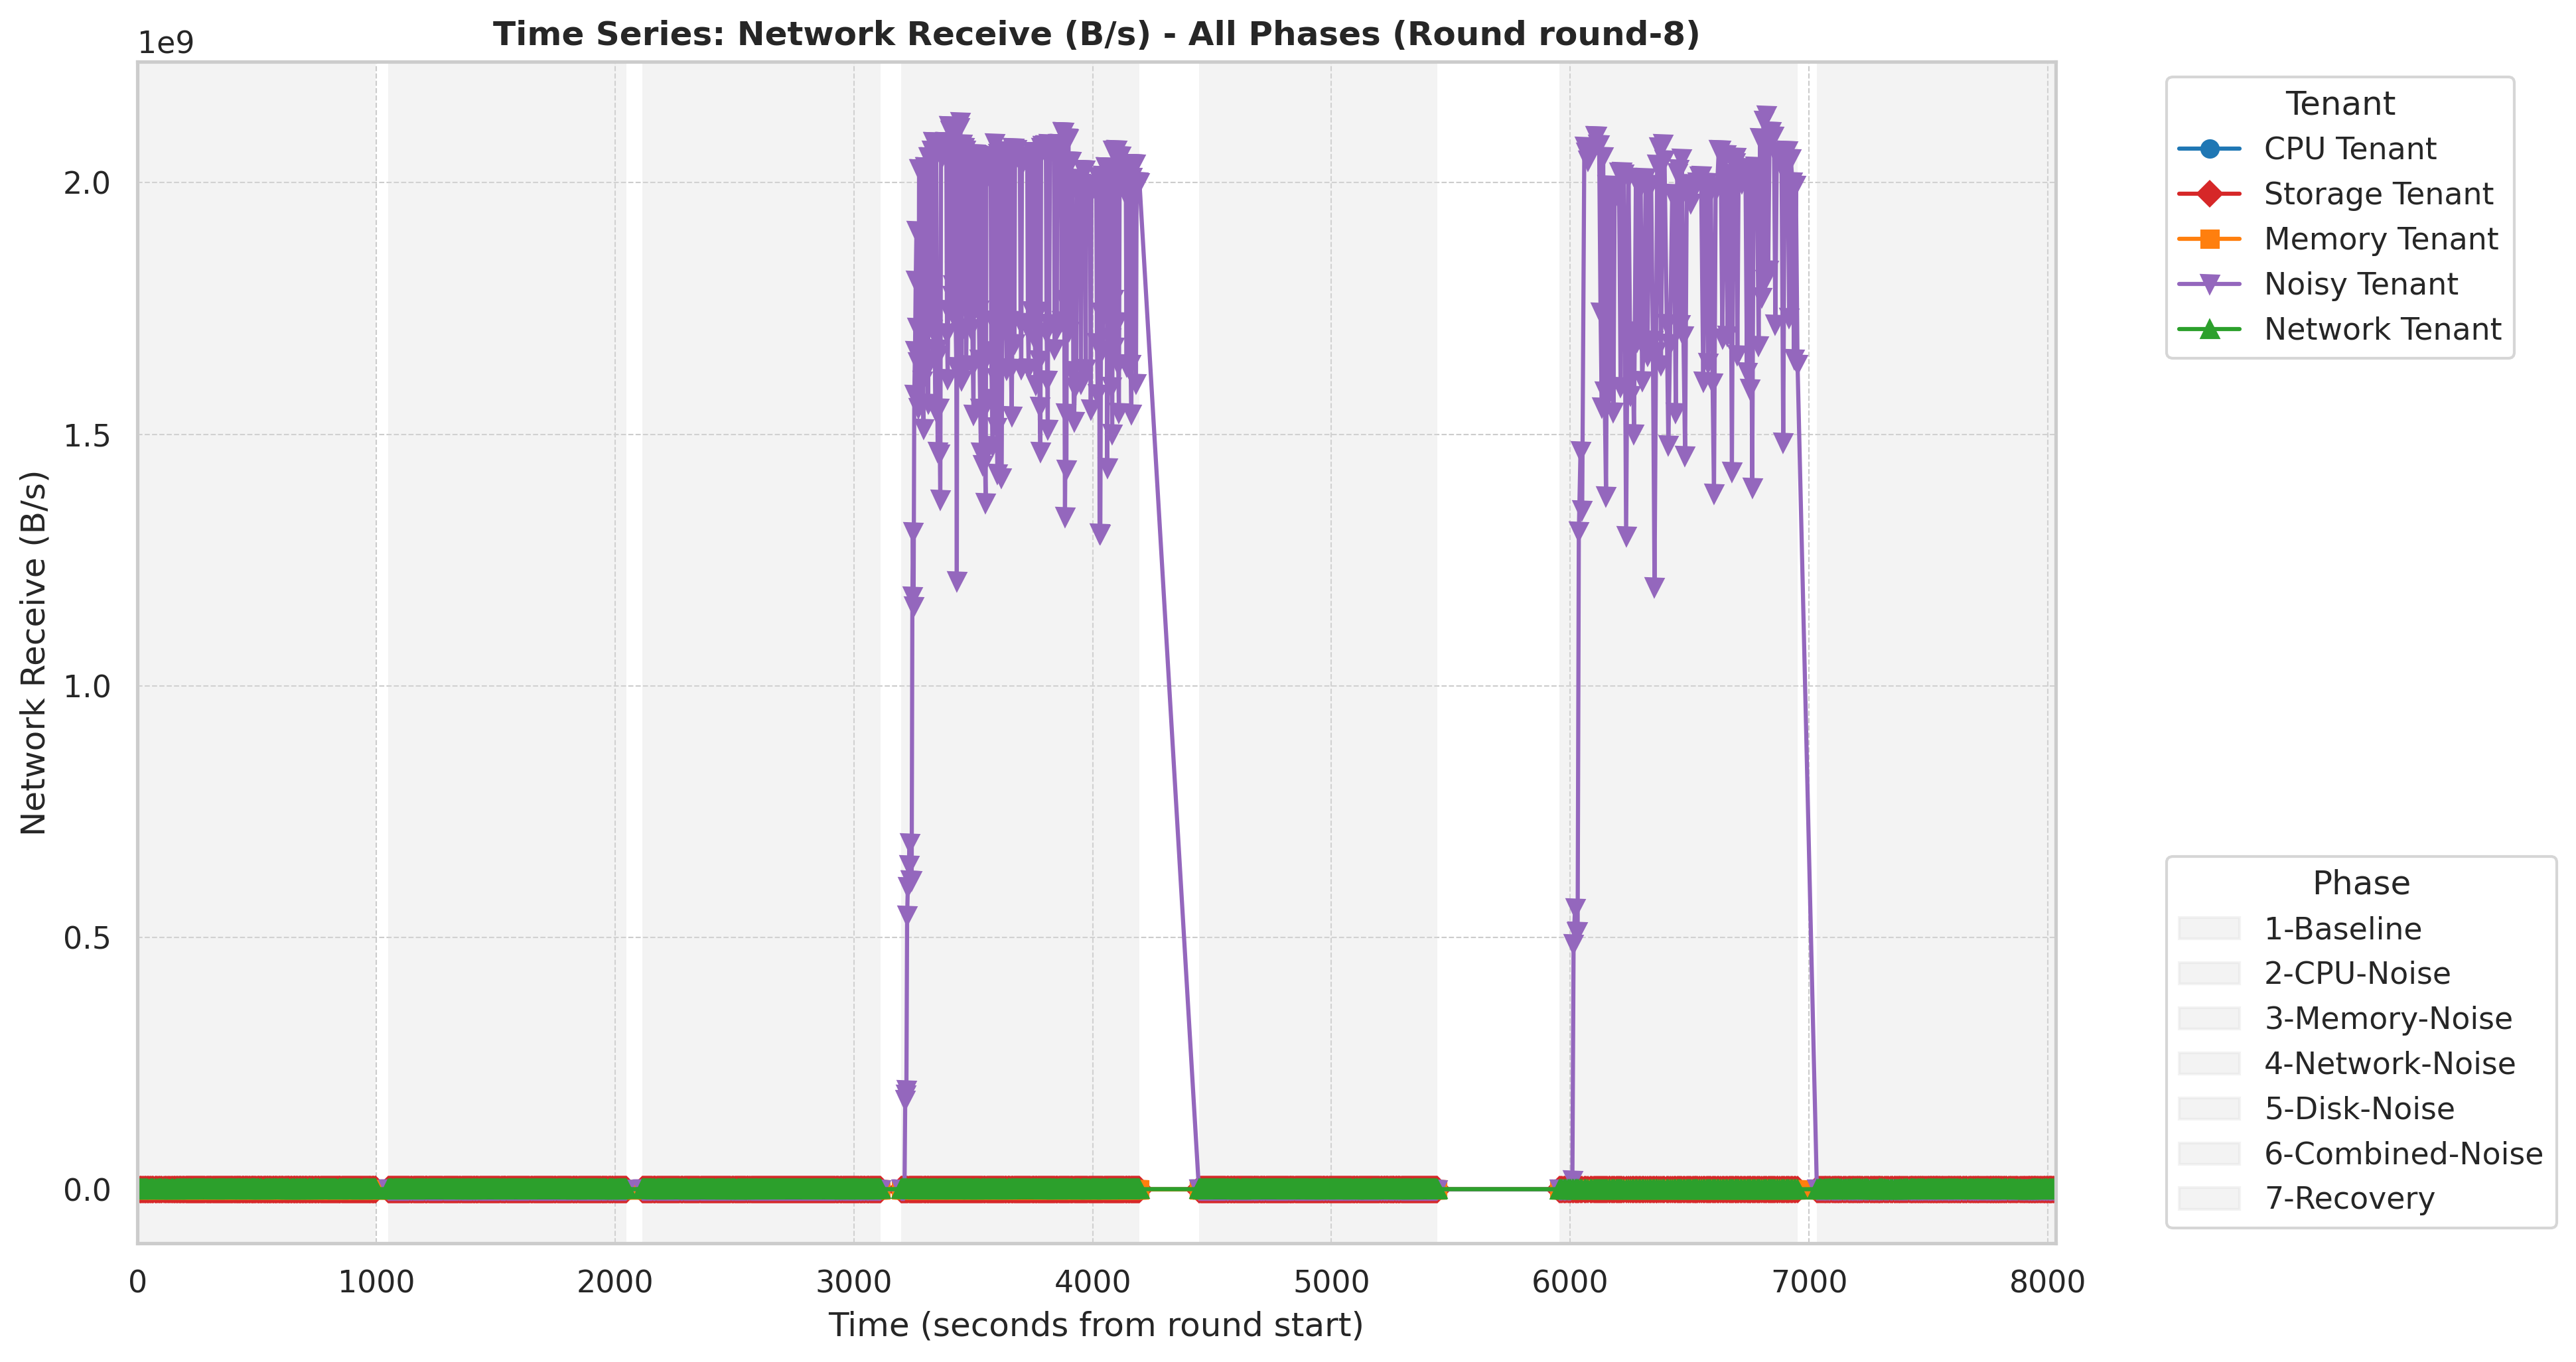 Time Series: Network Receive (B/s) - All Phases (Round round-8)
1e9
2.0
1.5
1.0
0.5
0.0
Network Receive (B/s)
0 1000 2000 3000 4000 5000 6000 7000 8000
Time (seconds from round start)
Tenant
CPU Tenant
Storage Tenant
Memory Tenant
Noisy Tenant
Network Tenant
Phase
1-Baseline
2-CPU-Noise
3-Memory-Noise
4-Network-Noise
5-Disk-Noise
6-Combined-Noise
7-Recovery